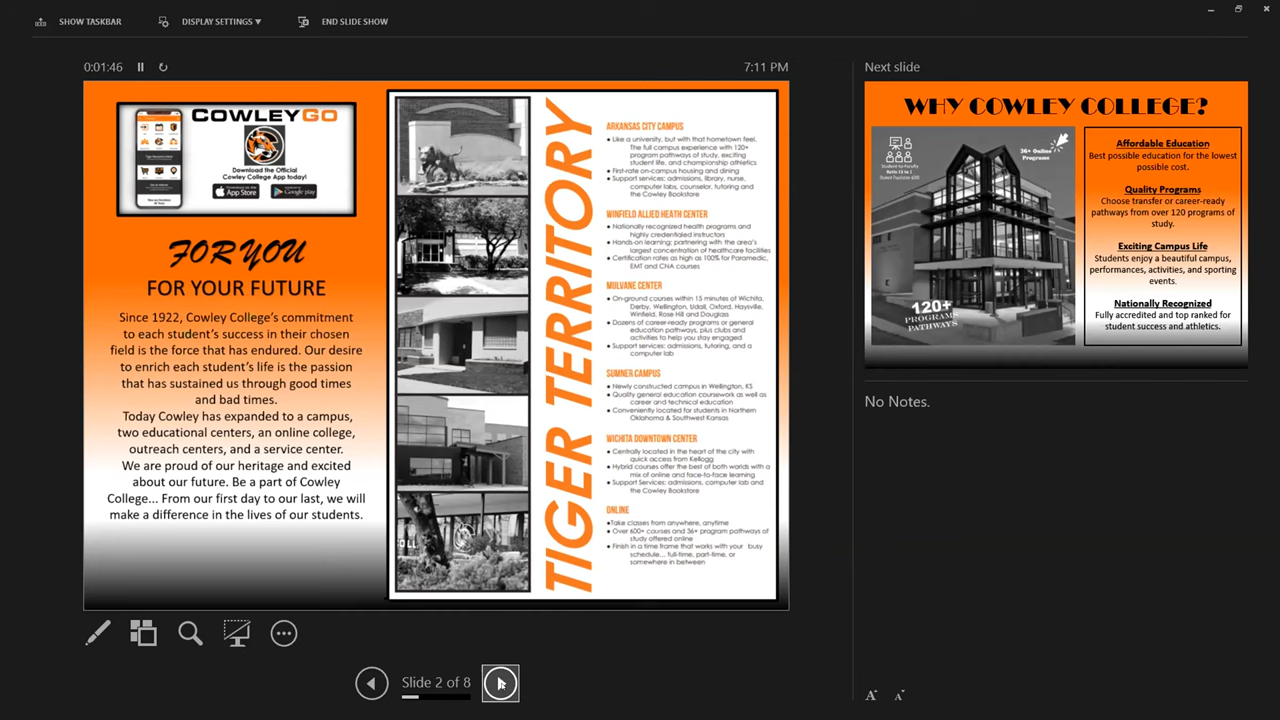 SHOW TASKBAR
DISPLAY SETTINGS ▼
END SLIDE SHOW
0:01:46
7:11 PM
COWLEYGO
Download the Official
Cowley College App today!
App Store
Google play
FOR YOU
FOR YOUR FUTURE
Since 1922, Cowley College's commitment
to each student's success in their chosen
field is the force that has endured. Our desire
to enrich each student's life is the passion
that has sustained us through good times
and bad times.
Today Cowley has expanded to a campus,
two educational centers, an online college,
outreach centers, and a service center.
We are proud of our heritage and excited
about our future. Be a part of Cowley
College... From our first day to our last, we will
make a difference in the lives of our students.
TIGER TERRITORY
ARKANSAS CITY CAMPUS
• Like a university, but with that hometown feel.
The full campus experience with 120+
program pathways of study, exciting
student life, and championship athletics
• First-rate on-campus housing and dining
• Support services: admissions, library, nurse,
computer labs, counselor, tutoring and
the Cowley Bookstore
WINFIELD ALLIED HEATH CENTER
• Nationally recognized health programs and
highly credentialed instructors
• Hands-on learning: partnering with the area's
largest concentration of healthcare facilities
• Certification rates as high as 100% for Paramedic,
EMT and CNA courses
MULVANE CENTER
• On-ground courses within 15 minutes of Wichita,
Derby, Wellington, Udall, Oxford, Haysville,
Winfield, Rose Hill and Douglass
• Dozens of career-ready programs or general
education pathways, plus clubs and
activities to help you stay engaged
• Support services: admissions, tutoring, and a
computer lab
SUMNER CAMPUS
• Newly constructed campus in Wellington, KS
• Quality general education coursework as well as
career and technical education
• Conveniently located for students in Northern
Oklahoma & Southwest Kansas
WICHITA DOWNTOWN CENTER
• Centrally located in the heart of the city with
quick access from Kellogg
• Hybrid courses offer the best of both worlds with a
mix of online and face-to-face learning
• Support Services: admissions, computer lab and
the Cowley Bookstore
ONLINE
•Take classes from anywhere, anytime
• Over 600+ courses and 36+ program pathways of
study offered online
• Finish in a time frame that works with your busy
schedule... full-time, part-time, or
somewhere in between
Slide 2 of 8
Next slide
WHY COWLEY COLLEGE?
Student-to-Faculty
Ratio 15 to 1
36+ Online
Programs
120+
PROGRAMS
PATHWAYS
Affordable Education
Best possible education for the lowest
possible cost.
Quality Programs
Choose transfer or career-ready
pathways from over 120 programs of
study.
Exciting Campus Life
Students enjoy a beautiful campus,
performances, activities, and sporting
events.
Nationally Recognized
Fully accredited and top ranked for
student success and athletics.
No Notes.
A
A